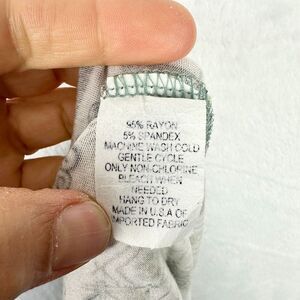 95% RAYON
5% SPANDEX
MACHINE WASH COLD
GENTLE CYCLE
ONLY NON-CHLORINE
BLEACH WHEN
NEEDED
HANG TO DRY
MADE IN U.S.A OF
IMPORTED FABRIC